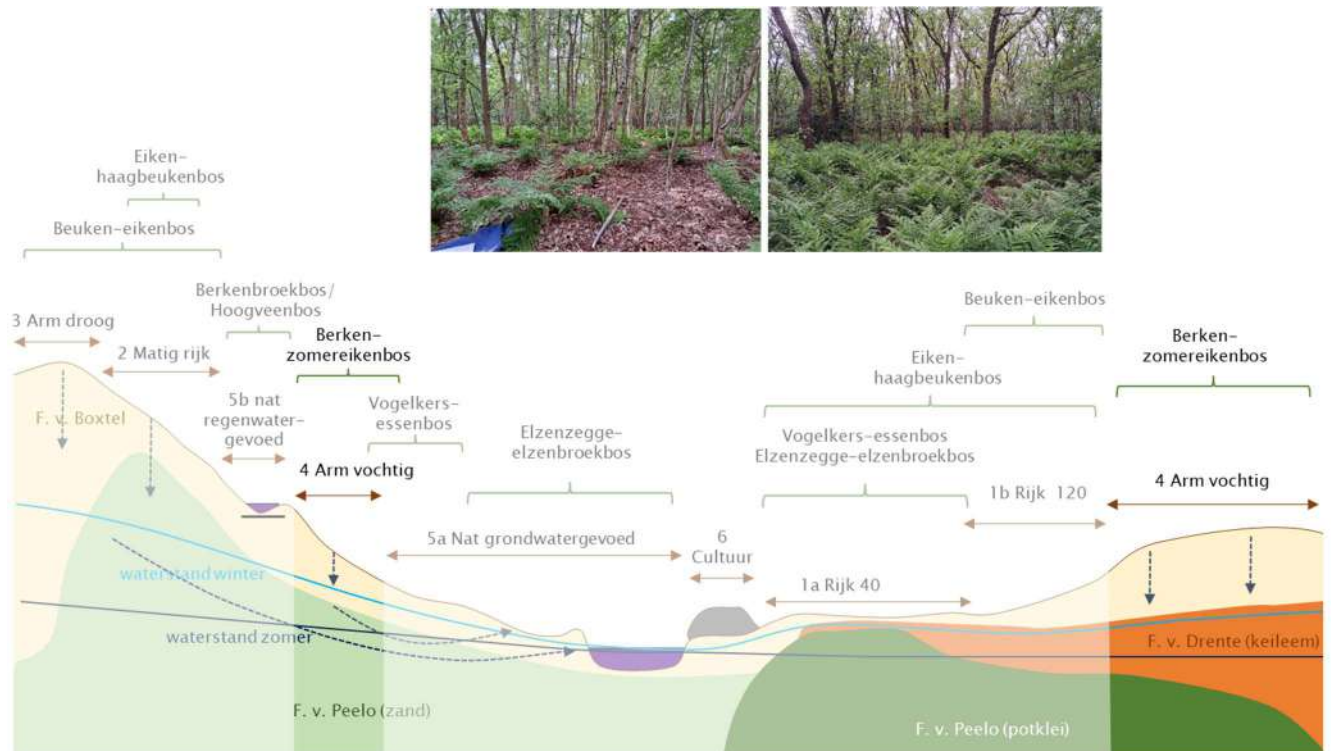 Eiken-
haagbeukenbos
Beuken-eikenbos
Berkenbroekbos/
Hoogveenbos
3 Arm droog
2 Matig rijk
Berken-
zomereikenbos
5b nat
regenwater-
gevoed
Vogelkers-
essenbos
4 Arm vochtig
Elzenzegge-
elzenbroekbos
5a Nat grondwatergevoed
6
Cultuur
Beuken-eikenbos
Eiken-
haagbeukenbos
Vogelkers-essenbos
Elzenzegge-elzenbroekbos
1b Rijk 120
1a Rijk 40
Berken-
zomereikenbos
4 Arm vochtig
F. v. Boxtel
waterstand winter
waterstand zomer
F. v. Peelo (zand)
F. v. Drente (keileem)
F. v. Peelo (potklei)